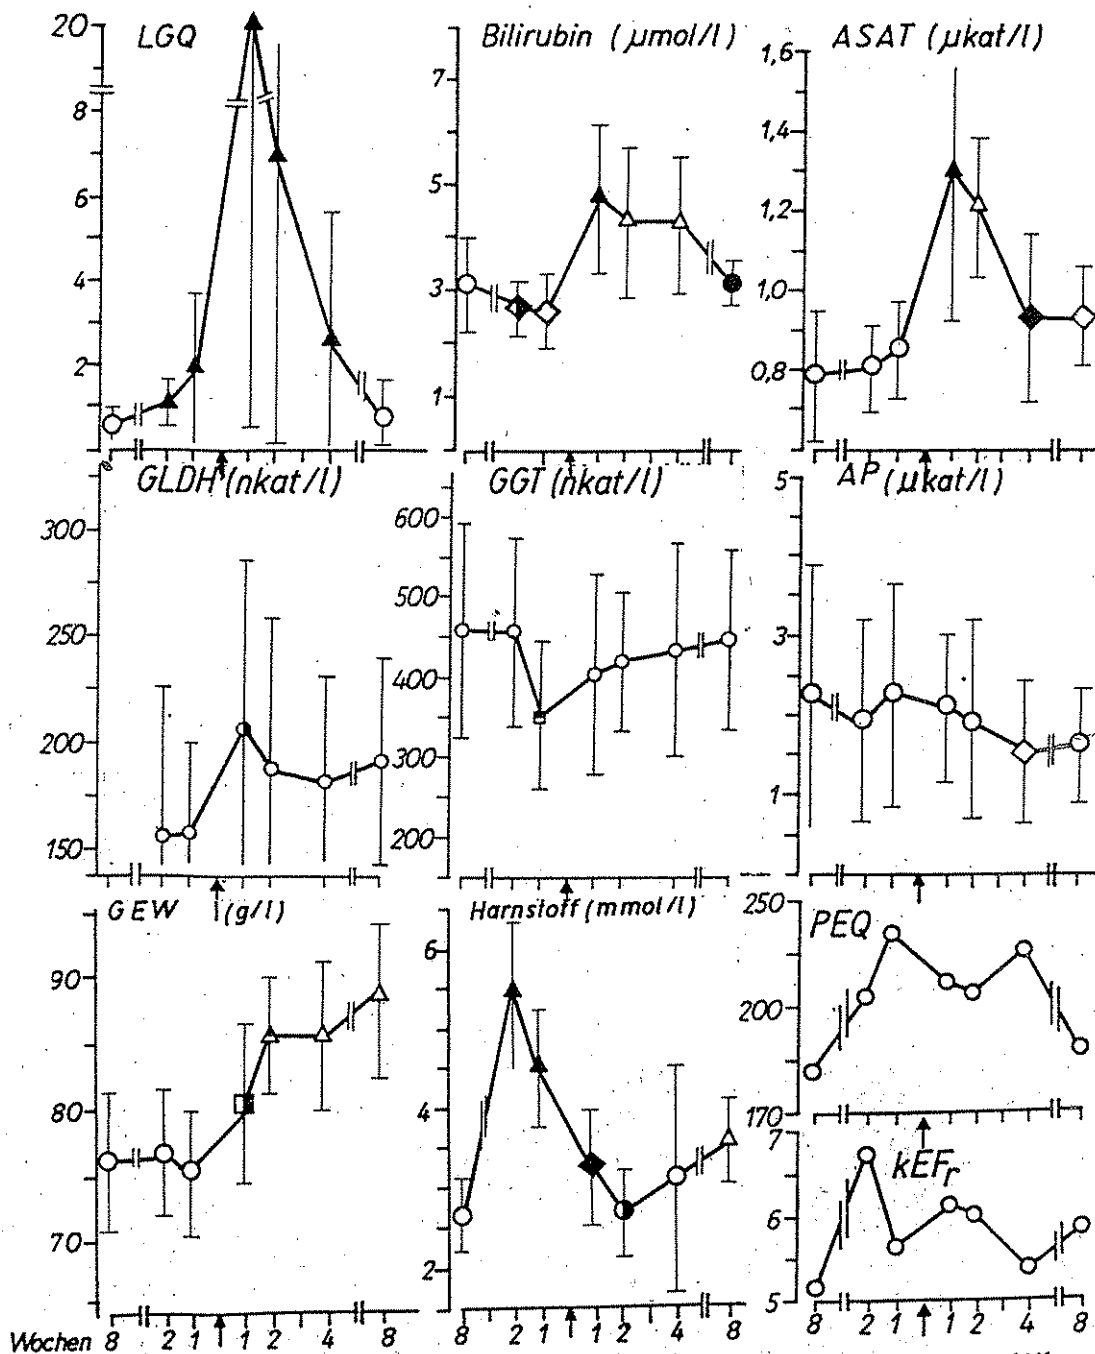 LGQ
20
8
6
4
2
Bilirubin (μmol/l)
7
5
3
1
ASAT (μkat/l)
1,6
1,4
1,2
1,0
0,8
GLDH (nkat/l)
300
250
200
150
GGT (nkat/l)
600
500
400
300
200
AP (μkat/l)
5
3
1
GEW (g/l)
90
80
70
Harnstoff (mmol/l)
6
4
2
PEQ
250
200
170
kEFr
7
6
5
Wochen 8 2 1 1 2 4 8
8 2 1 1 2 4 8
8 2 1 1 2 4 8